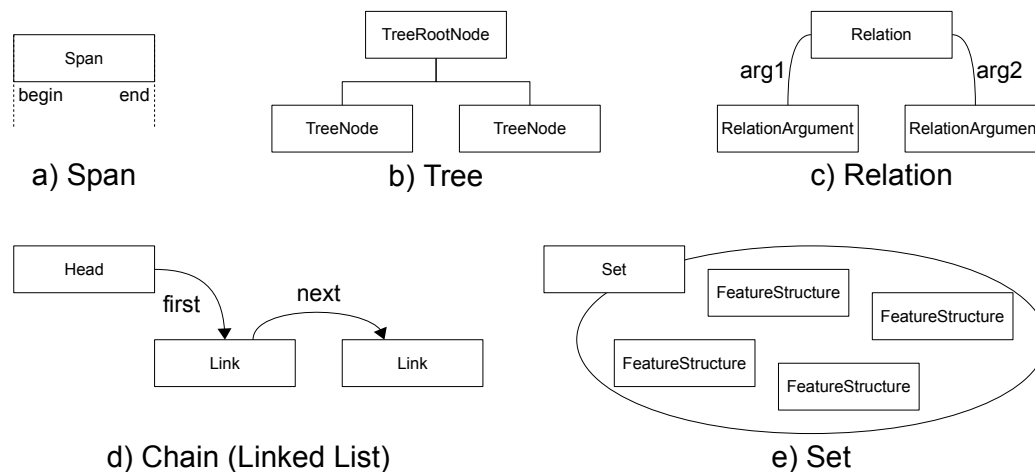 Span
begin
end
a) Span
TreeRootNode
TreeNode
TreeNode
b) Tree
Relation
arg1
arg2
RelationArgument
RelationArgument
c) Relation
Head
first
next
Link
Link
d) Chain (Linked List)
Set
FeatureStructure
FeatureStructure
FeatureStructure
FeatureStructure
e) Set